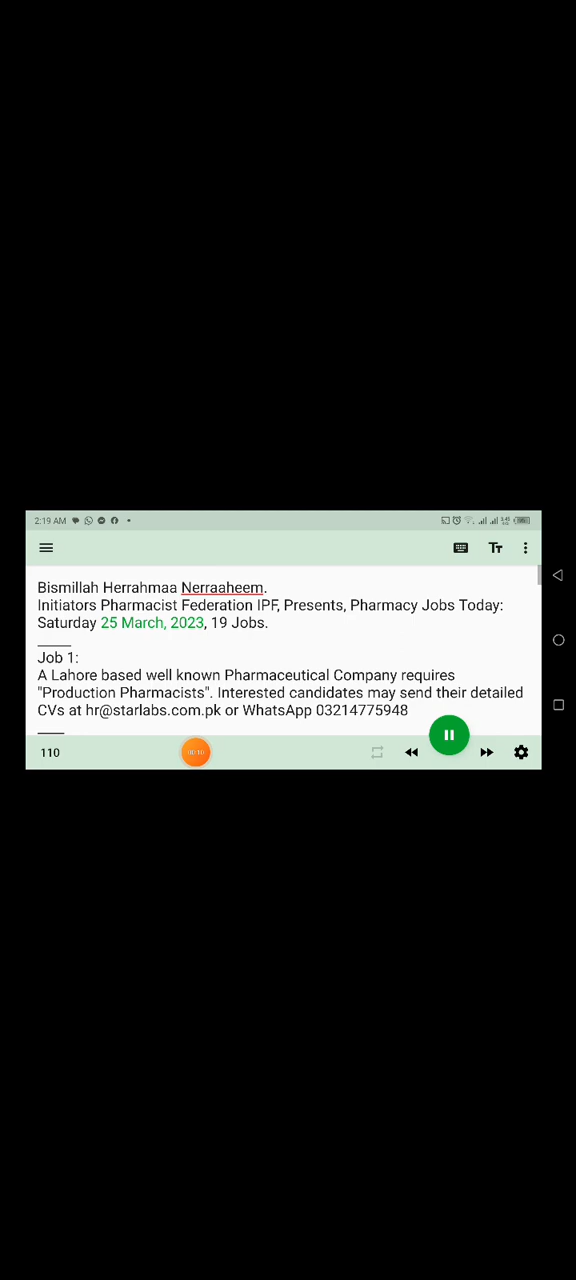 2:19 AM
Bismillah Herrahmaa Nerraaheem.
Initiators Pharmacist Federation IPF, Presents, Pharmacy Jobs Today:
Saturday 25 March, 2023, 19 Jobs.
____
Job 1:
A Lahore based well known Pharmaceutical Company requires
"Production Pharmacists". Interested candidates may send their detailed
CVs at hr@starlabs.com.pk or WhatsApp 03214775948
___
110